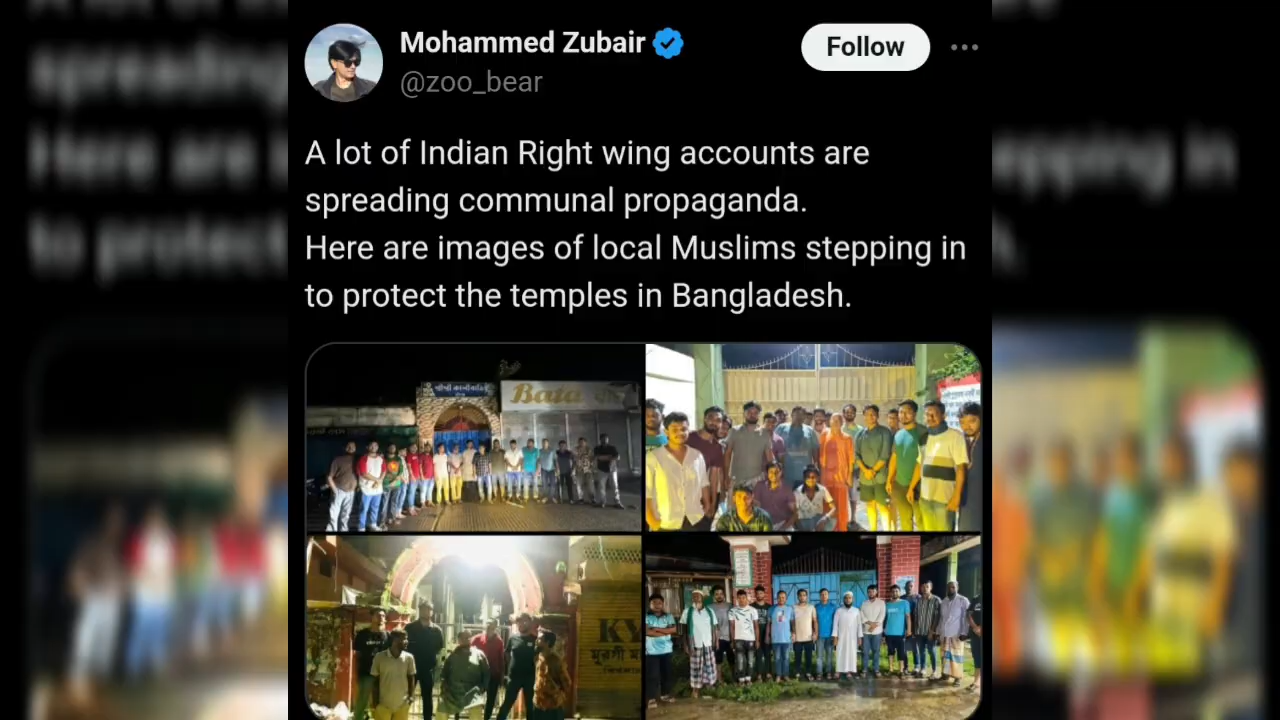 Mohammed Zubair
Follow
@zoo_bear
A lot of Indian Right wing accounts are
spreading communal propaganda.
Here are images of local Muslims stepping in
to protect the temples in Bangladesh.
Bata
KY